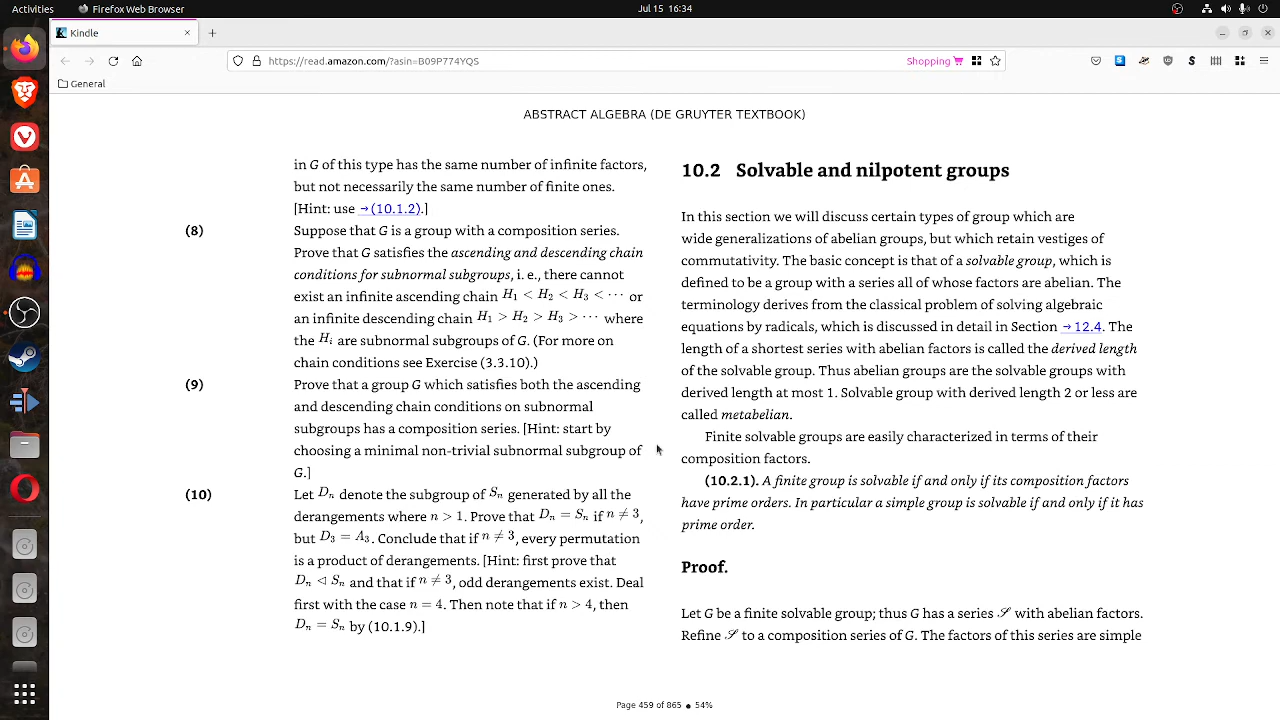 Activities
Firefox Web Browser
Jul 15 16:34
Kindle
https://read.amazon.com/?asin=B09P774YQS
Shopping
General
ABSTRACT ALGEBRA (DE GRUYTER TEXTBOOK)
in G of this type has the same number of infinite factors,
but not necessarily the same number of finite ones.
[Hint: use →(10.1.2).]
(8) Suppose that G is a group with a composition series.
Prove that G satisfies the ascending and descending chain
conditions for subnormal subgroups, i. e., there cannot
exist an infinite ascending chain H₁ < H₂ < H₃ < ⋯ or
an infinite descending chain H₁ > H₂ > H₃ > ⋯ where
the Hᵢ are subnormal subgroups of G. (For more on
chain conditions see Exercise (3.3.10).)
(9) Prove that a group G which satisfies both the ascending
and descending chain conditions on subnormal
subgroups has a composition series. [Hint: start by
choosing a minimal non-trivial subnormal subgroup of
G.]
(10) Let Dₙ denote the subgroup of Sₙ generated by all the
derangements where n > 1. Prove that Dₙ = Sₙ if n ≠ 3,
but D₃ = A₃. Conclude that if n ≠ 3, every permutation
is a product of derangements. [Hint: first prove that
Dₙ ◁ Sₙ and that if n ≠ 3, odd derangements exist. Deal
first with the case n = 4. Then note that if n > 4, then
Dₙ = Sₙ by (10.1.9).]
10.2 Solvable and nilpotent groups
In this section we will discuss certain types of group which are
wide generalizations of abelian groups, but which retain vestiges of
commutativity. The basic concept is that of a solvable group, which is
defined to be a group with a series all of whose factors are abelian. The
terminology derives from the classical problem of solving algebraic
equations by radicals, which is discussed in detail in Section →12.4. The
length of a shortest series with abelian factors is called the derived length
of the solvable group. Thus abelian groups are the solvable groups with
derived length at most 1. Solvable group with derived length 2 or less are
called metabelian.
Finite solvable groups are easily characterized in terms of their
composition factors.
(10.2.1). A finite group is solvable if and only if its composition factors
have prime orders. In particular a simple group is solvable if and only if it has
prime order.
Proof.
Let G be a finite solvable group; thus G has a series 𝒮 with abelian factors.
Refine 𝒮 to a composition series of G. The factors of this series are simple
Page 459 of 865 ● 54%